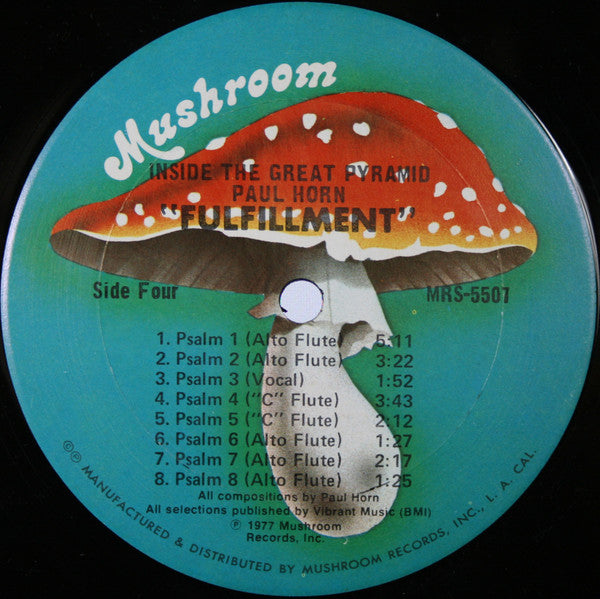 Mushroom
INSIDE THE GREAT PYRAMID
PAUL HORN
"FULFILLMENT"
Side Four
MRS-5507
1. Psalm 1 (Alto Flute) 5:11
2. Psalm 2 (Alto Flute) 3:22
3. Psalm 3 (Vocal) 1:52
4. Psalm 4 ("C" Flute) 3:43
5. Psalm 5 ("C" Flute) 2:12
6. Psalm 6 (Alto Flute) 1:27
7. Psalm 7 (Alto Flute) 2:17
8. Psalm 8 (Alto Flute) 1:25
All compositions by Paul Horn
All selections published by Vibrant Music (BMI)
℗ 1977 Mushroom
Records, Inc.
©℗ MANUFACTURED & DISTRIBUTED BY MUSHROOM RECORDS, INC., L. A. CAL.